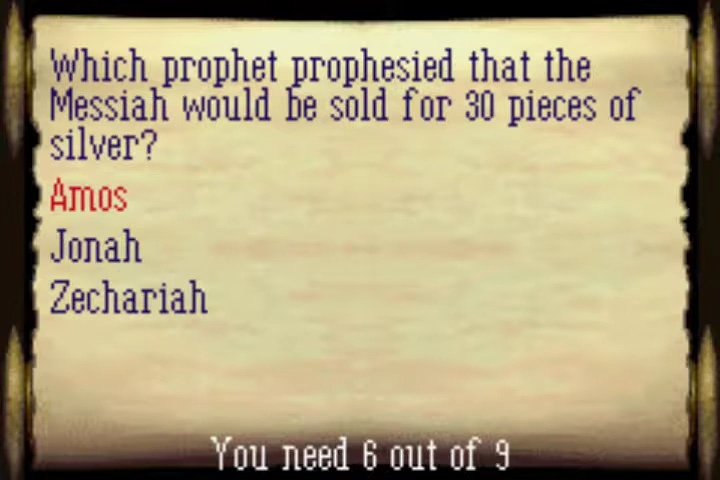 Which prophet prophesied that the
Messiah would be sold for 30 pieces of
silver?
Amos
Jonah
Zechariah
You need 6 out of 9